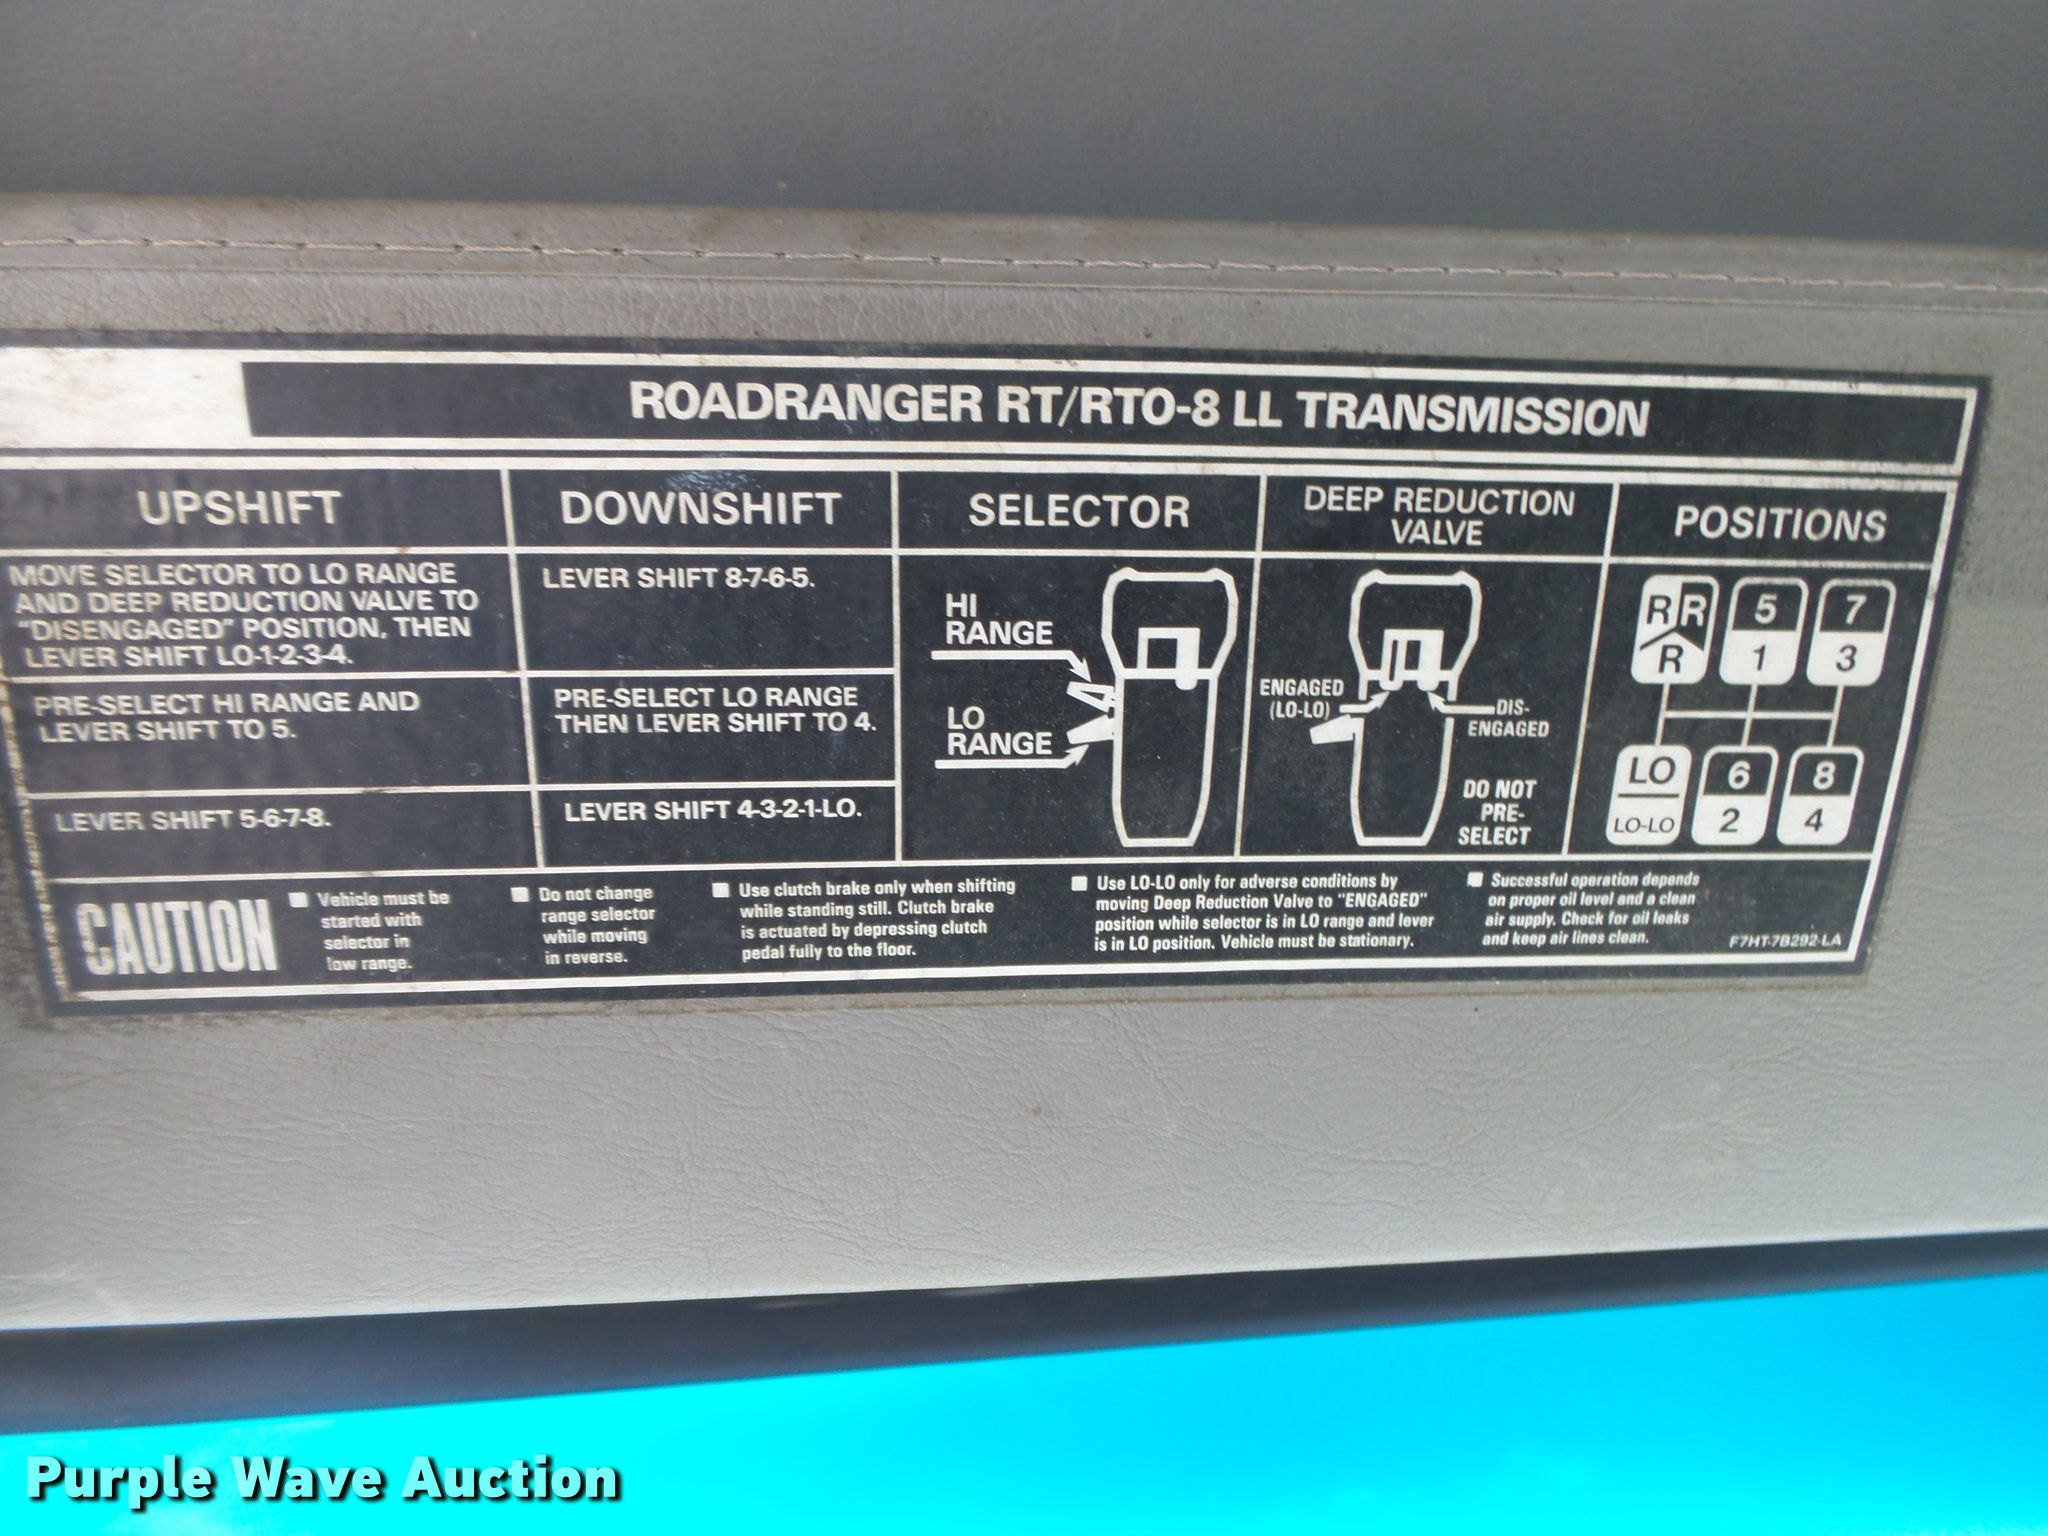 ROADRANGER RT/RTO-8 LL TRANSMISSION
UPSHIFT
MOVE SELECTOR TO LO RANGE
AND DEEP REDUCTION VALVE TO
"DISENGAGED" POSITION, THEN
LEVER SHIFT LO-1-2-3-4.
PRE-SELECT HI RANGE AND
LEVER SHIFT TO 5.
LEVER SHIFT 5-6-7-8.
DOWNSHIFT
LEVER SHIFT 8-7-6-5.
PRE-SELECT LO RANGE
THEN LEVER SHIFT TO 4.
LEVER SHIFT 4-3-2-1-LO.
SELECTOR
HI
RANGE
LO
RANGE
DEEP REDUCTION
VALVE
ENGAGED
(LO-LO)
DIS-
ENGAGED
DO NOT
PRE-
SELECT
POSITIONS
R R 5 7
R 1 3
LO 6 8
LO-LO 2 4
CAUTION
Vehicle must be
started with
selector in
low range.
Do not change
range selector
while moving
in reverse.
Use clutch brake only when shifting
while standing still. Clutch brake
is actuated by depressing clutch
pedal fully to the floor.
Use LO-LO only for adverse conditions by
moving Deep Reduction Valve to "ENGAGED"
position while selector is in LO range and lever
is in LO position. Vehicle must be stationary.
Successful operation depends
on proper oil level and a clean
air supply. Check for oil leaks
and keep air lines clean.
F7HT-7B292-LA
Purple Wave Auction